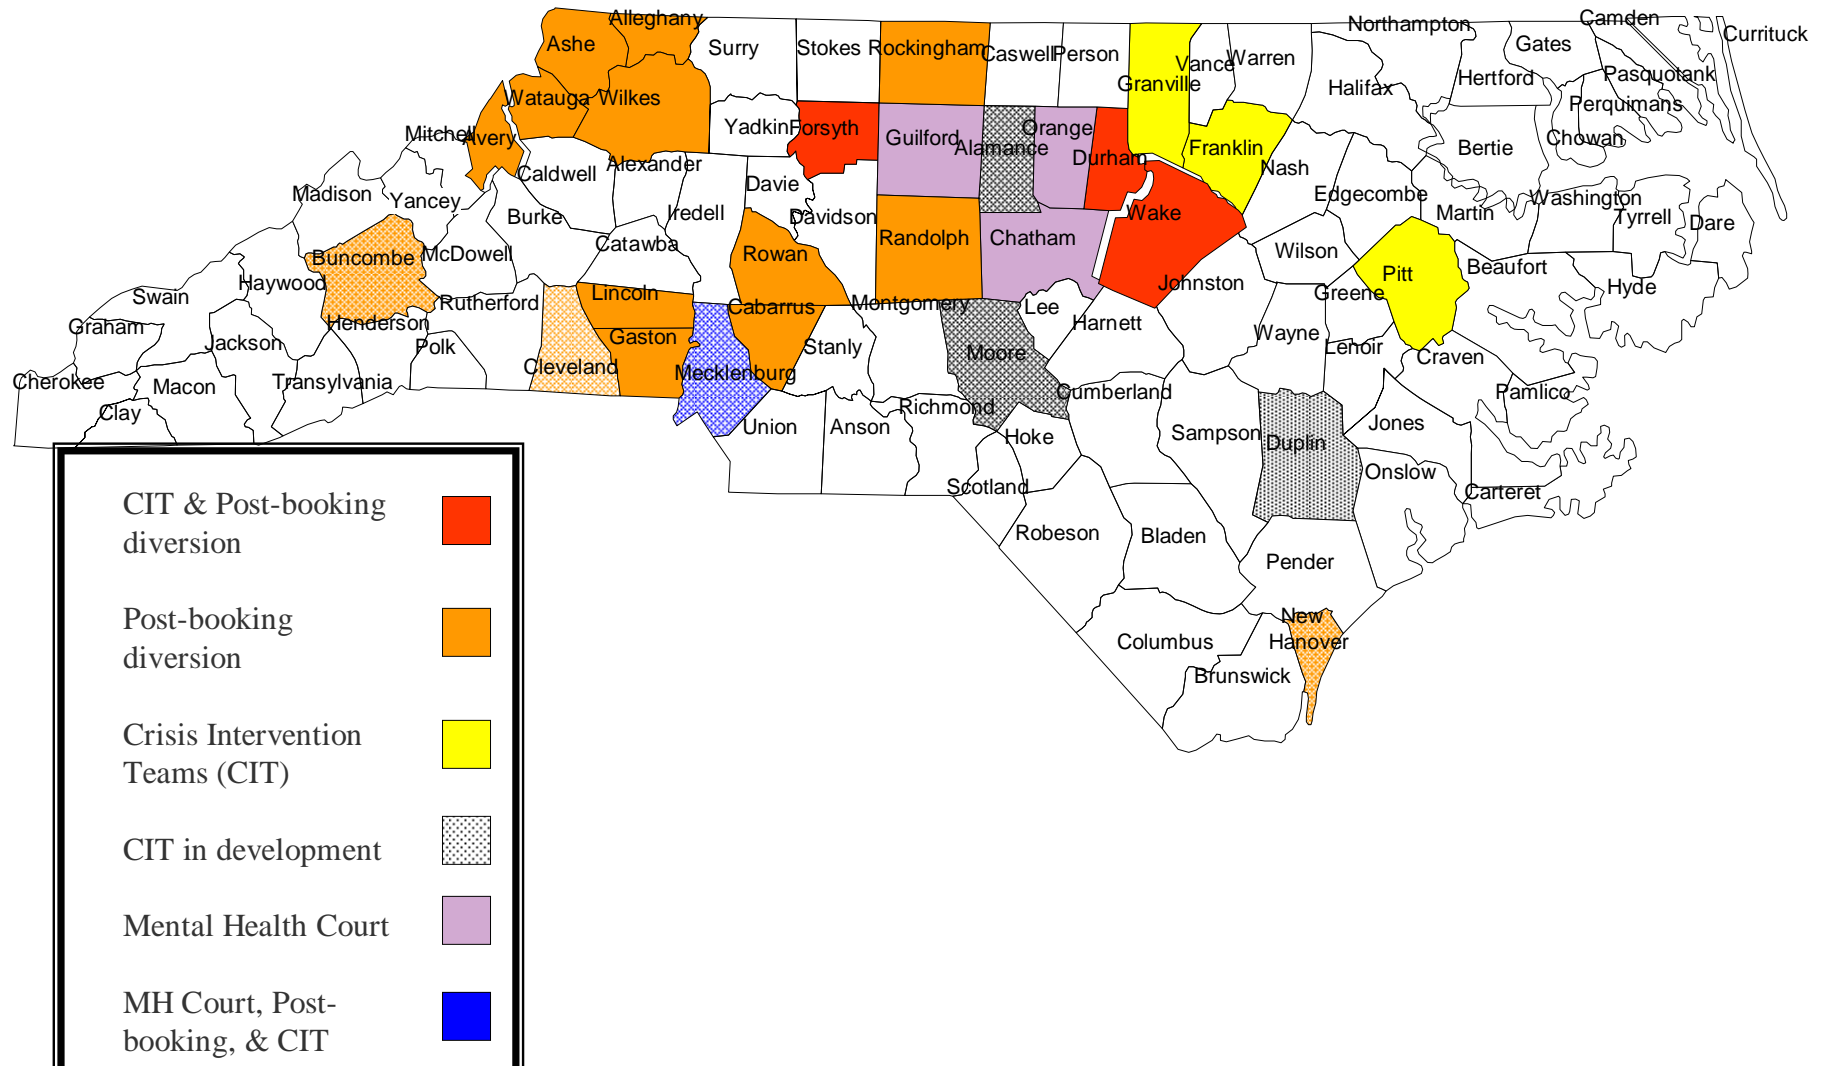 Alleghany
Northampton
Camden
Currituck
Ashe
Surry
Stokes
Rockingham
Caswell
Person
Gates
Vance
Warren
Granville
Hertford
Pasquotank
Halifax
Watauga
Wilkes
Perquimans
Mitchell
Avery
Yadkin
Forsyth
Guilford
Orange
Alamance
Durham
Franklin
Chowan
Bertie
Nash
Alexander
Caldwell
Davie
Madison
Yancey
Edgecombe
Washington
Burke
Iredell
Davidson
Wake
Martin
Tyrrell
Dare
Catawba
Randolph
Chatham
Buncombe
McDowell
Rowan
Wilson
Pitt
Beaufort
Haywood
Swain
Rutherford
Lincoln
Cabarrus
Montgomery
Lee
Johnston
Greene
Hyde
Graham
Henderson
Harnett
Jackson
Polk
Gaston
Stanly
Moore
Wayne
Lenoir
Craven
Cherokee
Macon
Transylvania
Cleveland
Mecklenburg
Cumberland
Pamlico
Clay
Union
Anson
Richmond
Hoke
Sampson
Duplin
Jones
Onslow
Scotland
Carteret
Robeson
Bladen
Pender
New
Hanover
Columbus
Brunswick
CIT & Post-booking
diversion
Post-booking
diversion
Crisis Intervention
Teams (CIT)
CIT in development
Mental Health Court
MH Court, Post-
booking, & CIT